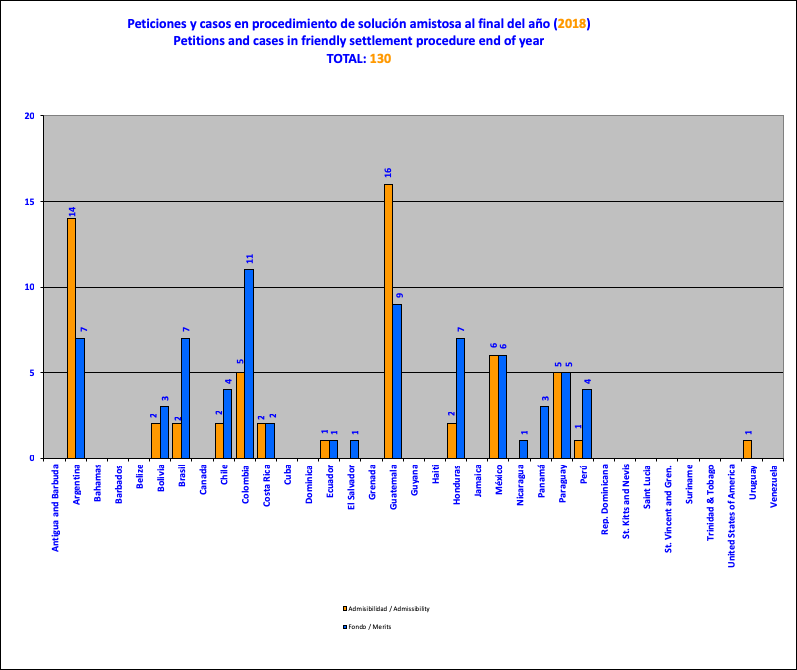 Peticiones y casos en procedimiento de solución amistosa al final del año (2018)
Petitions and cases in friendly settlement procedure end of year
TOTAL: 130
20
15
10
5
0
14
7
2
3
2
7
2
4
5
11
2
2
1
1
1
16
9
2
7
6
6
1
3
5
5
1
4
1
Antigua and Barbuda
Argentina
Bahamas
Barbados
Belize
Bolivia
Brasil
Canada
Chile
Colombia
Costa Rica
Cuba
Dominica
Ecuador
El Salvador
Grenada
Guatemala
Guyana
Haiti
Honduras
Jamaica
México
Nicaragua
Panamá
Paraguay
Perú
Rep. Dominicana
St. Kitts and Nevis
Saint Lucia
St. Vincent and Gren.
Suriname
Trinidad & Tobago
United States of America
Uruguay
Venezuela
Admisibilidad / Admissibility
Fondo / Merits